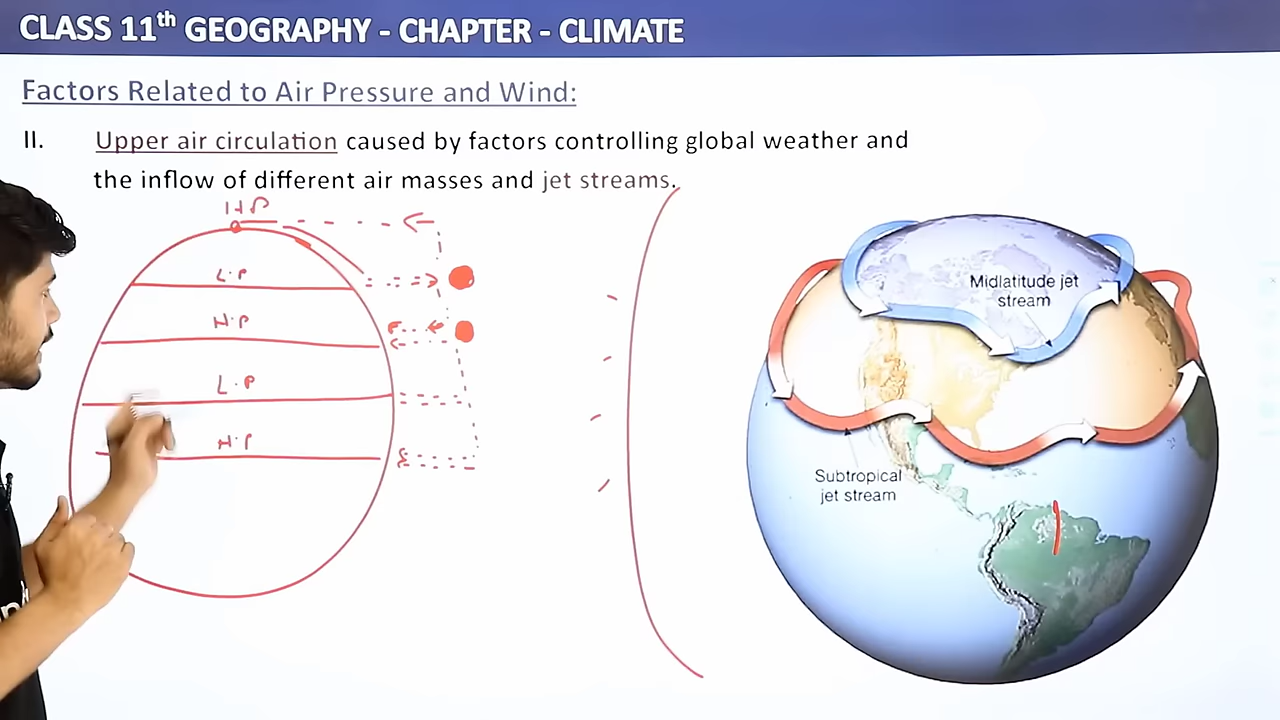 CLASS 11th GEOGRAPHY - CHAPTER - CLIMATE
Factors Related to Air Pressure and Wind:
II. Upper air circulation caused by factors controlling global weather and
the inflow of different air masses and jet streams.
H P
L.P
H.P
L.P
H.P
Midlatitude jet
stream
Subtropical
jet stream